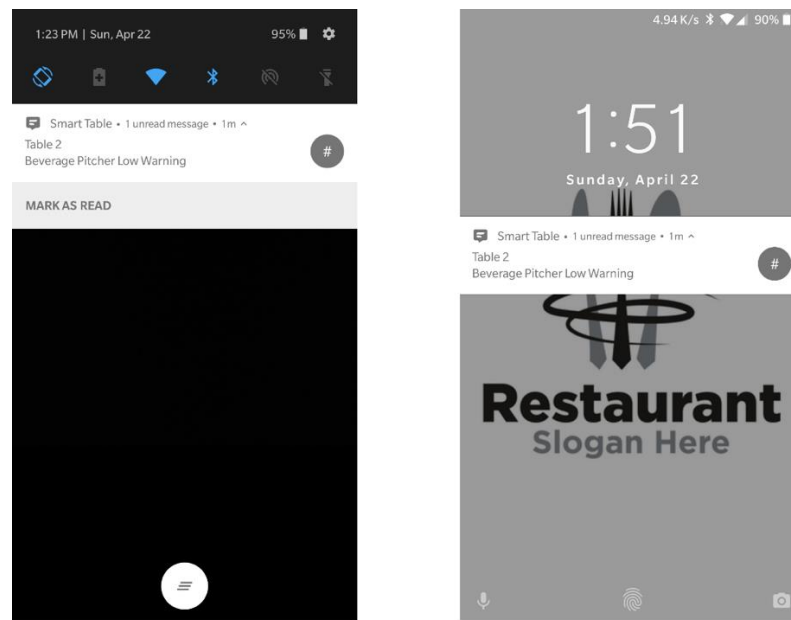 1:23 PM | Sun, Apr 22 95%
Smart Table • 1 unread message • 1m
Table 2
Beverage Pitcher Low Warning
#
MARK AS READ
4.94 K/s 90%
1:51
Sunday, April 22
Smart Table • 1 unread message • 1m
Table 2
Beverage Pitcher Low Warning
#
Restaurant
Slogan Here